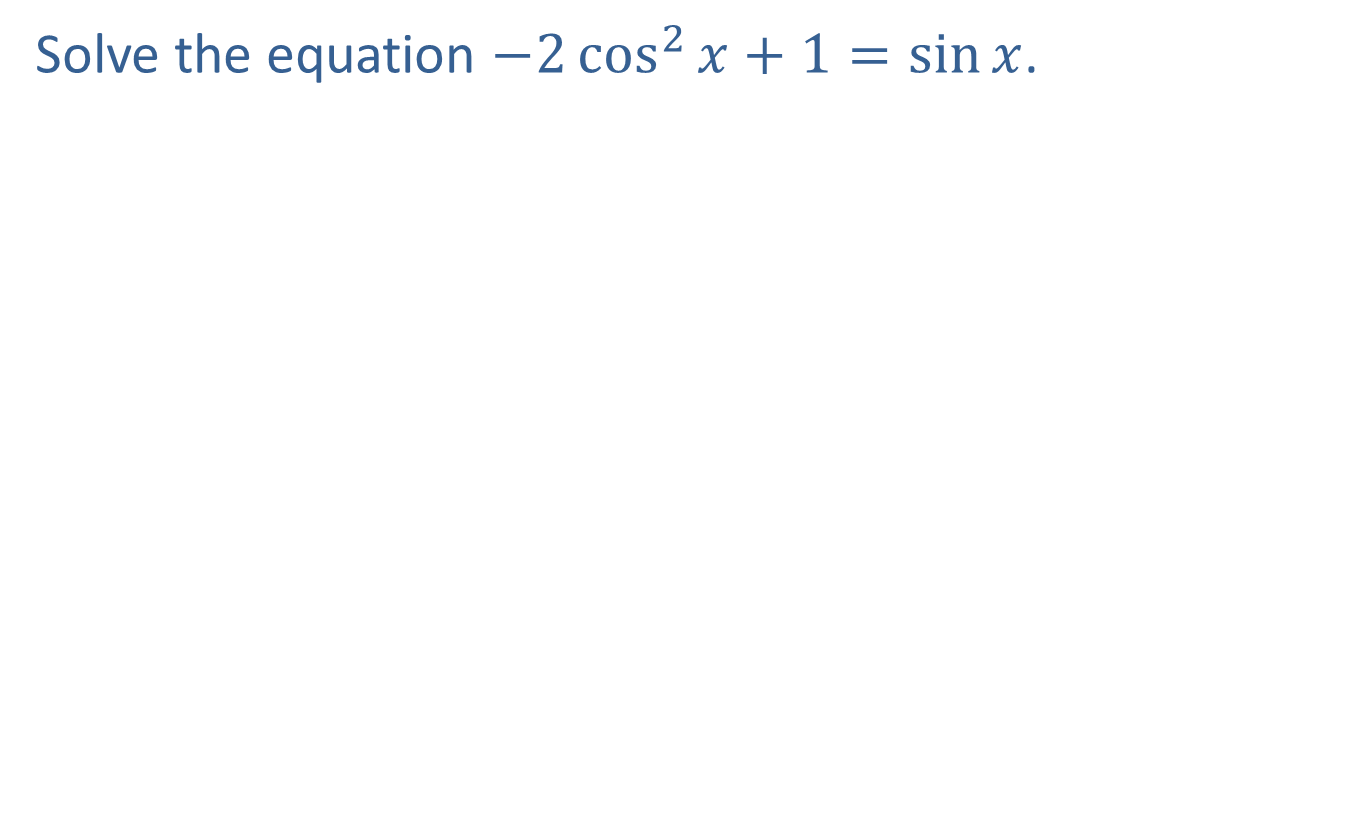 Solve the equation −2 cos² x + 1 = sin x.